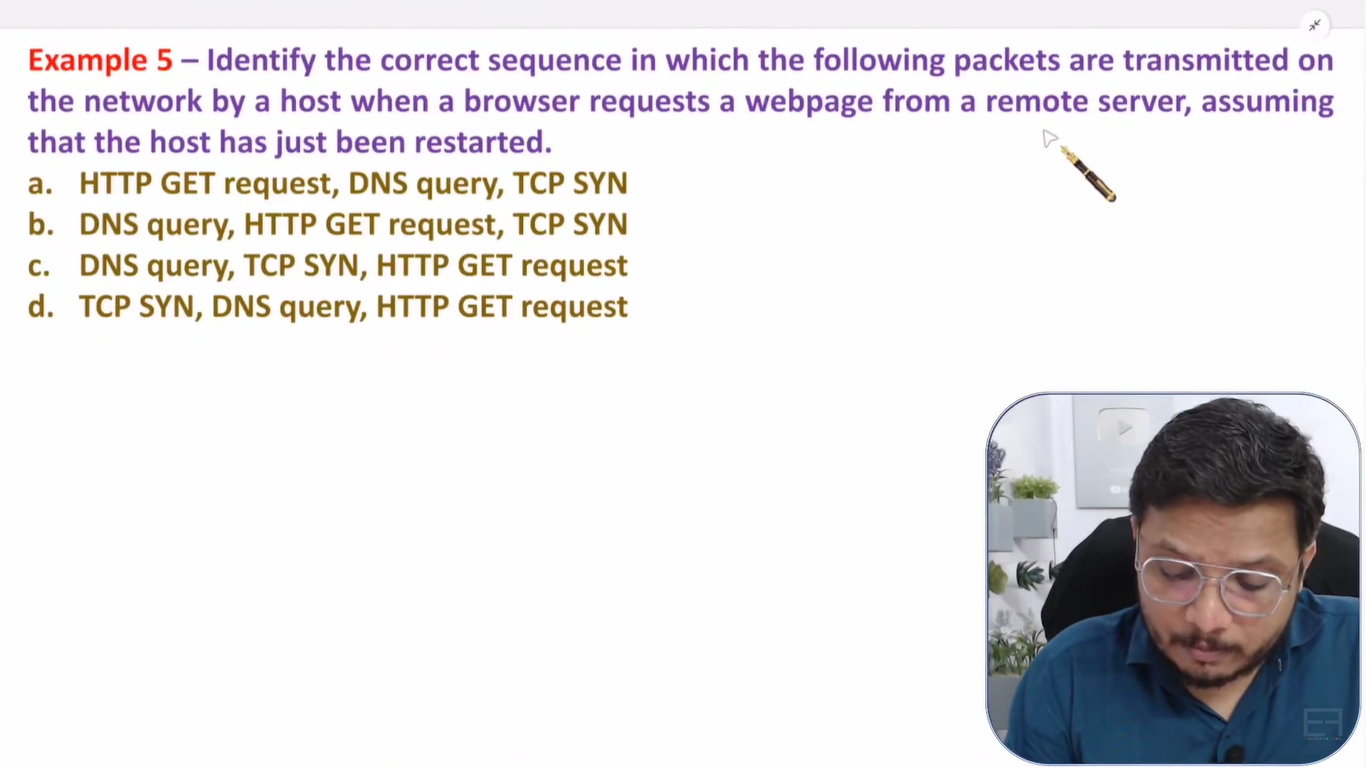 Example 5 – Identify the correct sequence in which the following packets are transmitted on
the network by a host when a browser requests a webpage from a remote server, assuming
that the host has just been restarted.
a. HTTP GET request, DNS query, TCP SYN
b. DNS query, HTTP GET request, TCP SYN
c. DNS query, TCP SYN, HTTP GET request
d. TCP SYN, DNS query, HTTP GET request